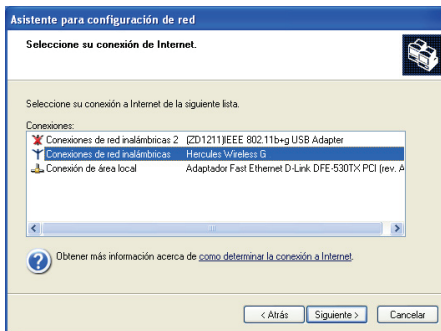 Asistente para configuración de red
Seleccione su conexión de Internet.
Seleccione su conexión a Internet de la siguiente lista.
Conexiones:
Conexiones de red inalámbricas 2 (ZD1211)IEEE 802.11b+g USB Adapter
Conexiones de red inalámbricas Hercules Wireless G
Conexión de área local Adaptador Fast Ethernet D-Link DFE-530TX PCI (rev. A
Obtener más información acerca de como determinar la conexión a Internet.
< Atrás Siguiente > Cancelar